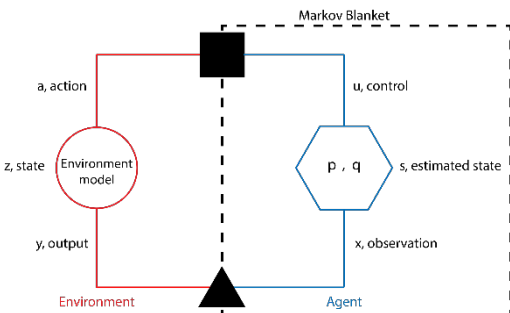 Markov Blanket
a, action
u, control
z, state
Environment
model
p , q
s, estimated state
y, output
x, observation
Environment
Agent